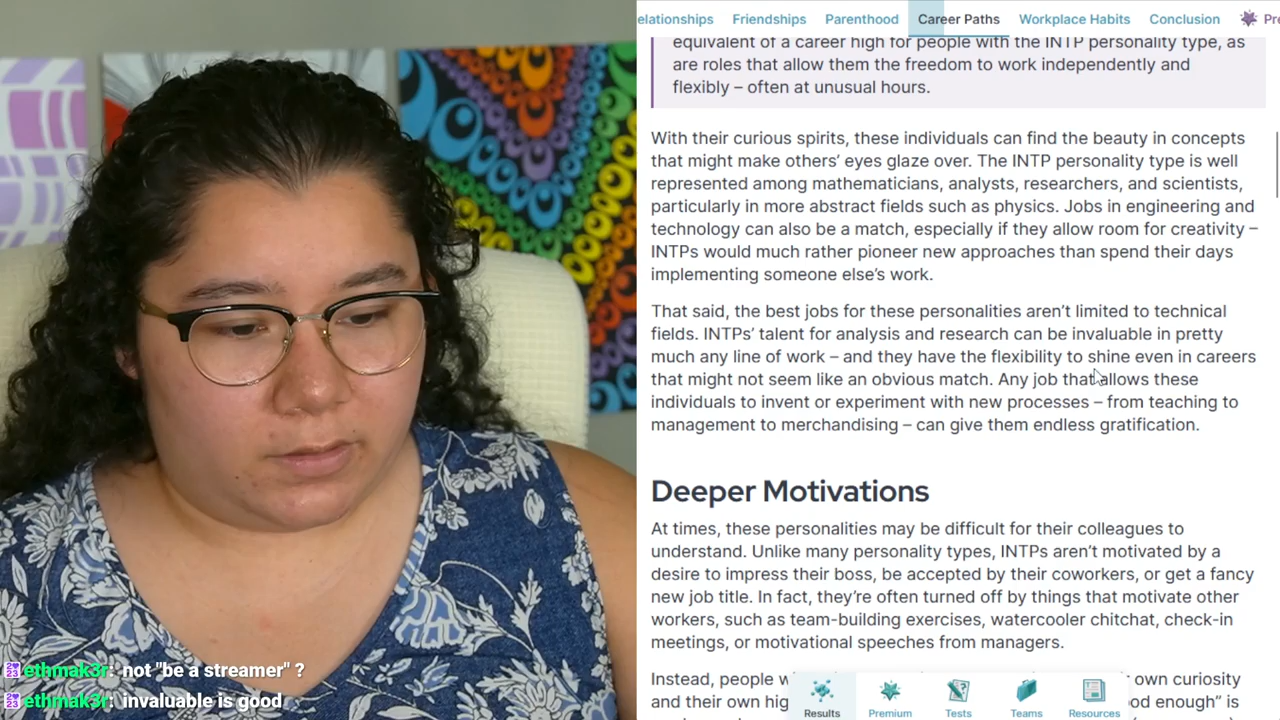 elationships Friendships Parenthood Career Paths Workplace Habits Conclusion Pre
equivalent of a career high for people with the INTP personality type, as
are roles that allow them the freedom to work independently and
flexibly – often at unusual hours.
With their curious spirits, these individuals can find the beauty in concepts
that might make others’ eyes glaze over. The INTP personality type is well
represented among mathematicians, analysts, researchers, and scientists,
particularly in more abstract fields such as physics. Jobs in engineering and
technology can also be a match, especially if they allow room for creativity –
INTPs would much rather pioneer new approaches than spend their days
implementing someone else’s work.
That said, the best jobs for these personalities aren’t limited to technical
fields. INTPs’ talent for analysis and research can be invaluable in pretty
much any line of work – and they have the flexibility to shine even in careers
that might not seem like an obvious match. Any job that allows these
individuals to invent or experiment with new processes – from teaching to
management to merchandising – can give them endless gratification.
Deeper Motivations
At times, these personalities may be difficult for their colleagues to
understand. Unlike many personality types, INTPs aren’t motivated by a
desire to impress their boss, be accepted by their coworkers, or get a fancy
new job title. In fact, they’re often turned off by things that motivate other
workers, such as team-building exercises, watercooler chitchat, check-in
meetings, or motivational speeches from managers.
Instead, people w own curiosity
and their own hig od enough” is
Results Premium Tests Teams Resources
ethmak3r: not "be a streamer" ?
ethmak3r: invaluable is good